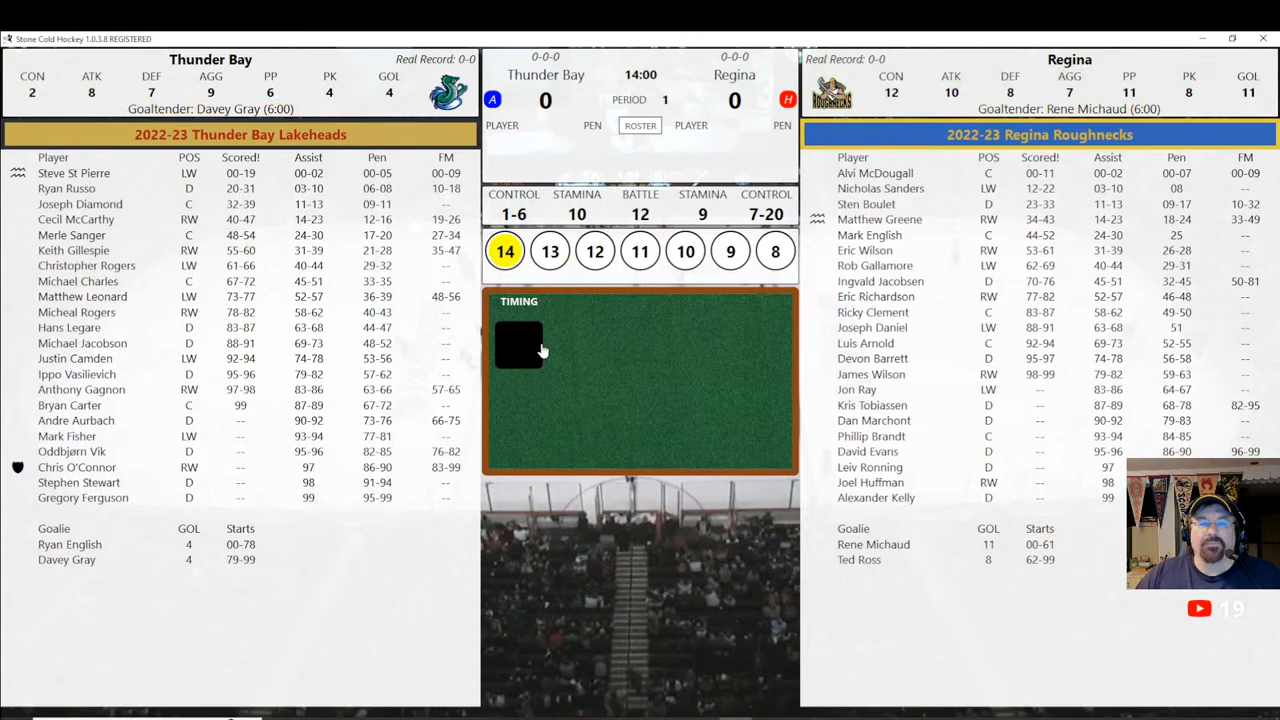 Stone Cold Hockey 1.0.3.8 REGISTERED
Thunder Bay Real Record: 0-0
CON ATK DEF AGG PP PK GOL
2 8 7 9 6 4 4
Goaltender: Davey Gray (6:00)
2022-23 Thunder Bay Lakeheads
Player POS Scored! Assist Pen FM
Steve St Pierre LW 00-19 00-02 00-05 00-09
Ryan Russo D 20-31 03-10 06-08 10-18
Joseph Diamond C 32-39 11-13 09-11 --
Cecil McCarthy RW 40-47 14-23 12-16 19-26
Merle Sanger C 48-54 24-30 17-20 27-34
Keith Gillespie RW 55-60 31-39 21-28 35-47
Christopher Rogers LW 61-66 40-44 29-32 --
Michael Charles C 67-72 45-51 33-35 --
Matthew Leonard LW 73-77 52-57 36-39 48-56
Micheal Rogers RW 78-82 58-62 40-43 --
Hans Legare D 83-87 63-68 44-47 --
Michael Jacobson D 88-91 69-73 48-52 --
Justin Camden LW 92-94 74-78 53-56 --
Ippo Vasilievich D 95-96 79-82 57-62 --
Anthony Gagnon RW 97-98 83-86 63-66 57-65
Bryan Carter C 99 87-89 67-72 --
Andre Aurbach D -- 90-92 73-76 66-75
Mark Fisher LW -- 93-94 77-81 --
Oddbjørn Vik D -- 95-96 82-85 76-82
Chris O'Connor RW -- 97 86-90 83-99
Stephen Stewart D -- 98 91-94 --
Gregory Ferguson D -- 99 95-99 --
Goalie GOL Starts
Ryan English 4 00-78
Davey Gray 4 79-99
0-0-0 0-0-0
Thunder Bay 14:00 Regina
A 0 PERIOD 1 0 H
PLAYER PEN ROSTER PLAYER PEN
CONTROL STAMINA BATTLE STAMINA CONTROL
1-6 10 12 9 7-20
14 13 12 11 10 9 8
TIMING
Real Record: 0-0 Regina
CON ATK DEF AGG PP PK GOL
12 10 8 7 11 8 11
Goaltender: Rene Michaud (6:00)
ROUGHNECKS
2022-23 Regina Roughnecks
Player POS Scored! Assist Pen FM
Alvi McDougall C 00-11 00-02 00-07 00-09
Nicholas Sanders LW 12-22 03-10 08 --
Sten Boulet D 23-33 11-13 09-17 10-32
Matthew Greene RW 34-43 14-23 18-24 33-49
Mark English C 44-52 24-30 25 --
Eric Wilson RW 53-61 31-39 26-28 --
Rob Gallamore LW 62-69 40-44 29-31 --
Ingvald Jacobsen D 70-76 45-51 32-45 50-81
Eric Richardson RW 77-82 52-57 46-48 --
Ricky Clement C 83-87 58-62 49-50 --
Joseph Daniel LW 88-91 63-68 51 --
Luis Arnold C 92-94 69-73 52-55 --
Devon Barrett D 95-97 74-78 56-58 --
James Wilson RW 98-99 79-82 59-63 --
Jon Ray LW -- 83-86 64-67 --
Kris Tobiassen D -- 87-89 68-78 82-95
Dan Marchont D -- 90-92 79-83 --
Phillip Brandt C -- 93-94 84-85 --
David Evans D -- 95-96 86-90 96-99
Leiv Ronning D -- 97
Joel Huffman RW -- 98
Alexander Kelly D -- 99
Goalie GOL Starts
Rene Michaud 11 00-61
Ted Ross 8 62-99
19